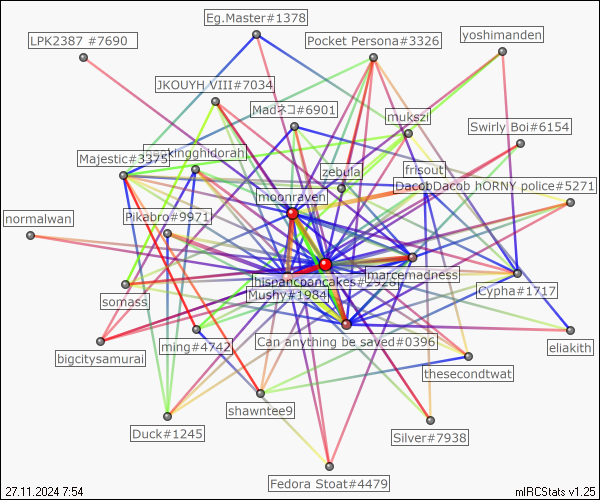 Eg.Master#1378
LPK2387 #7690
Pocket Persona#3326
yoshimanden
JKOUYH VIII#7034
Madネコ#6901
mukszi
Swirly Boi#6154
Majestic#3375
kingghidorah
zebula
frisout
DacobDacob hORNY police#5271
moonraven
normalwan
Pikabro#9971
marcemadness
hispancpancakes#2328
Mushy#1984
Cypha#1717
somass
Can anything be saved#0396
ming#4742
eliakith
bigcitysamurai
thesecondtwat
shawntee9
Duck#1245
Silver#7938
Fedora Stoat#4479
27.11.2024 7:54
mIRCStats v1.25